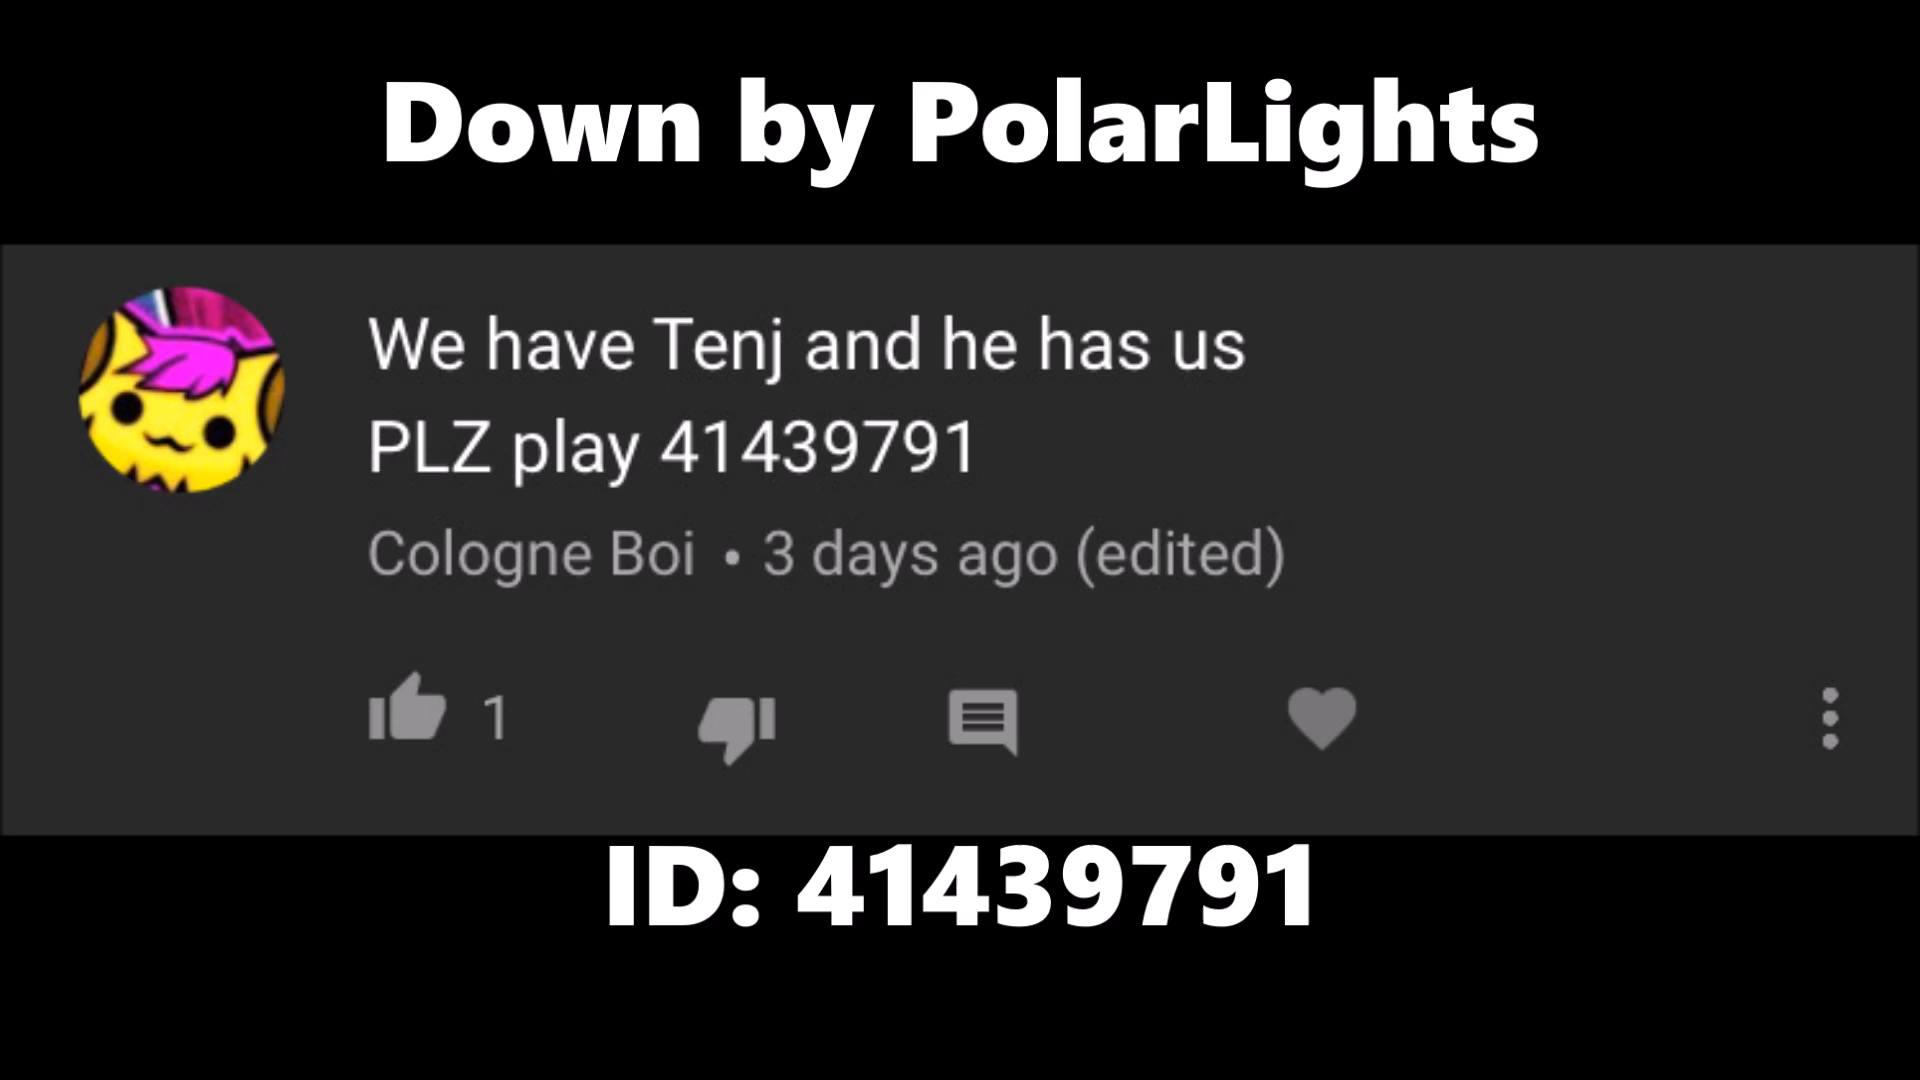 Down by PolarLights
We have Tenj and he has us
PLZ play 41439791
Cologne Boi • 3 days ago (edited)
1
ID: 41439791